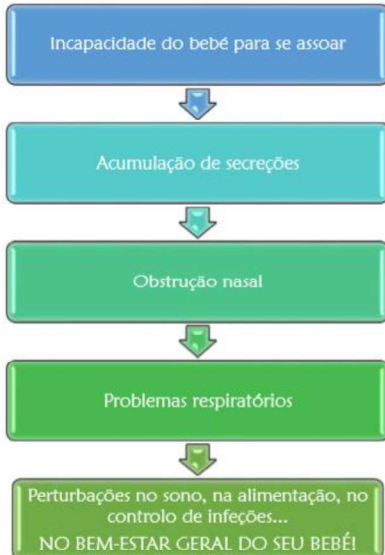 Incapacidade do bebé para se assoar
Acumulação de secreções
Obstrução nasal
Problemas respiratórios
Perturbações no sono, na alimentação, no
controlo de infeções...
NO BEM-ESTAR GERAL DO SEU BEBÉ!